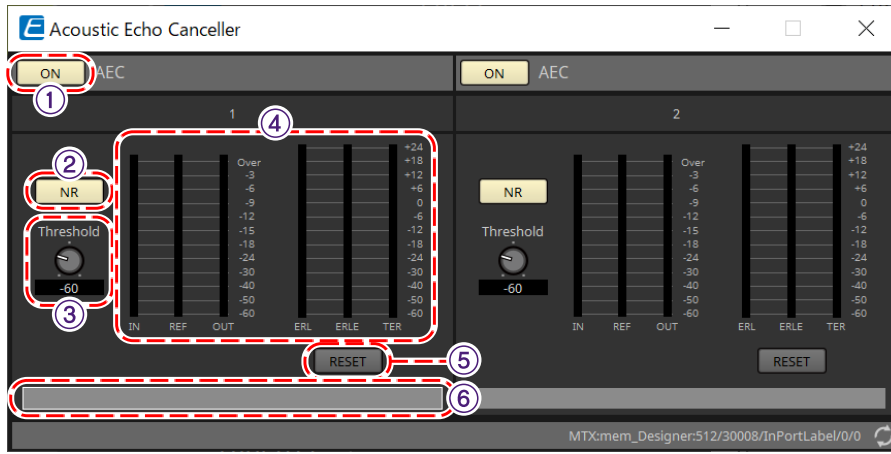 E Acoustic Echo Canceller
ON AEC ON AEC
①
1 2
④
②
NR NR
Over +24
-3 +18
-6 +12
-9 +6
-12 0
-15 -6
-18 -12
-24 -18
-30 -24
-40 -30
-50 -40
-60 -50
-60
Threshold
-60
③
IN REF OUT ERL ERLE TER
Over +24
-3 +18
-6 +12
-9 +6
-12 0
-15 -6
-18 -12
-24 -18
-30 -24
-40 -30
-50 -40
-60 -50
-60
Threshold
-60
IN REF OUT ERL ERLE TER
RESET ⑤ RESET
⑥
MTX:mem_Designer:512/30008/InPortLabel/0/0